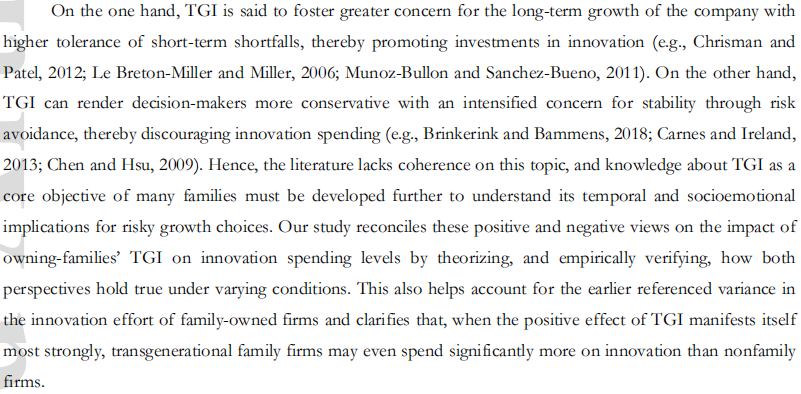 On the one hand, TGI is said to foster greater concern for the long-term growth of the company with
higher tolerance of short-term shortfalls, thereby promoting investments in innovation (e.g., Chrisman and
Patel, 2012; Le Breton-Miller and Miller, 2006; Munoz-Bullon and Sanchez-Bueno, 2011). On the other hand,
TGI can render decision-makers more conservative with an intensified concern for stability through risk
avoidance, thereby discouraging innovation spending (e.g., Brinkerink and Bammens, 2018; Carnes and Ireland,
2013; Chen and Hsu, 2009). Hence, the literature lacks coherence on this topic, and knowledge about TGI as a
core objective of many families must be developed further to understand its temporal and socioemotional
implications for risky growth choices. Our study reconciles these positive and negative views on the impact of
owning-families' TGI on innovation spending levels by theorizing, and empirically verifying, how both
perspectives hold true under varying conditions. This also helps account for the earlier referenced variance in
the innovation effort of family-owned firms and clarifies that, when the positive effect of TGI manifests itself
most strongly, transgenerational family firms may even spend significantly more on innovation than nonfamily
firms.